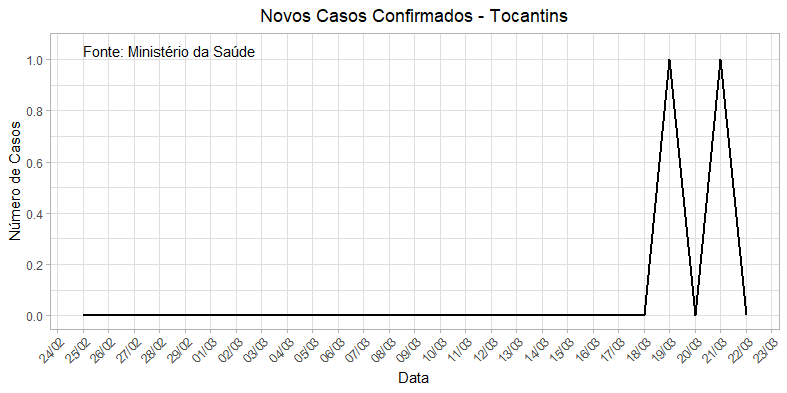 Novos Casos Confirmados - Tocantins
Fonte: Ministério da Saúde
Número de Casos
1.0
0.8
0.6
0.4
0.2
0.0
24/02 25/02 26/02 27/02 28/02 29/02 01/03 02/03 03/03 04/03 05/03 06/03 07/03 08/03 09/03 10/03 11/03 12/03 13/03 14/03 15/03 16/03 17/03 18/03 19/03 20/03 21/03 22/03 23/03
Data